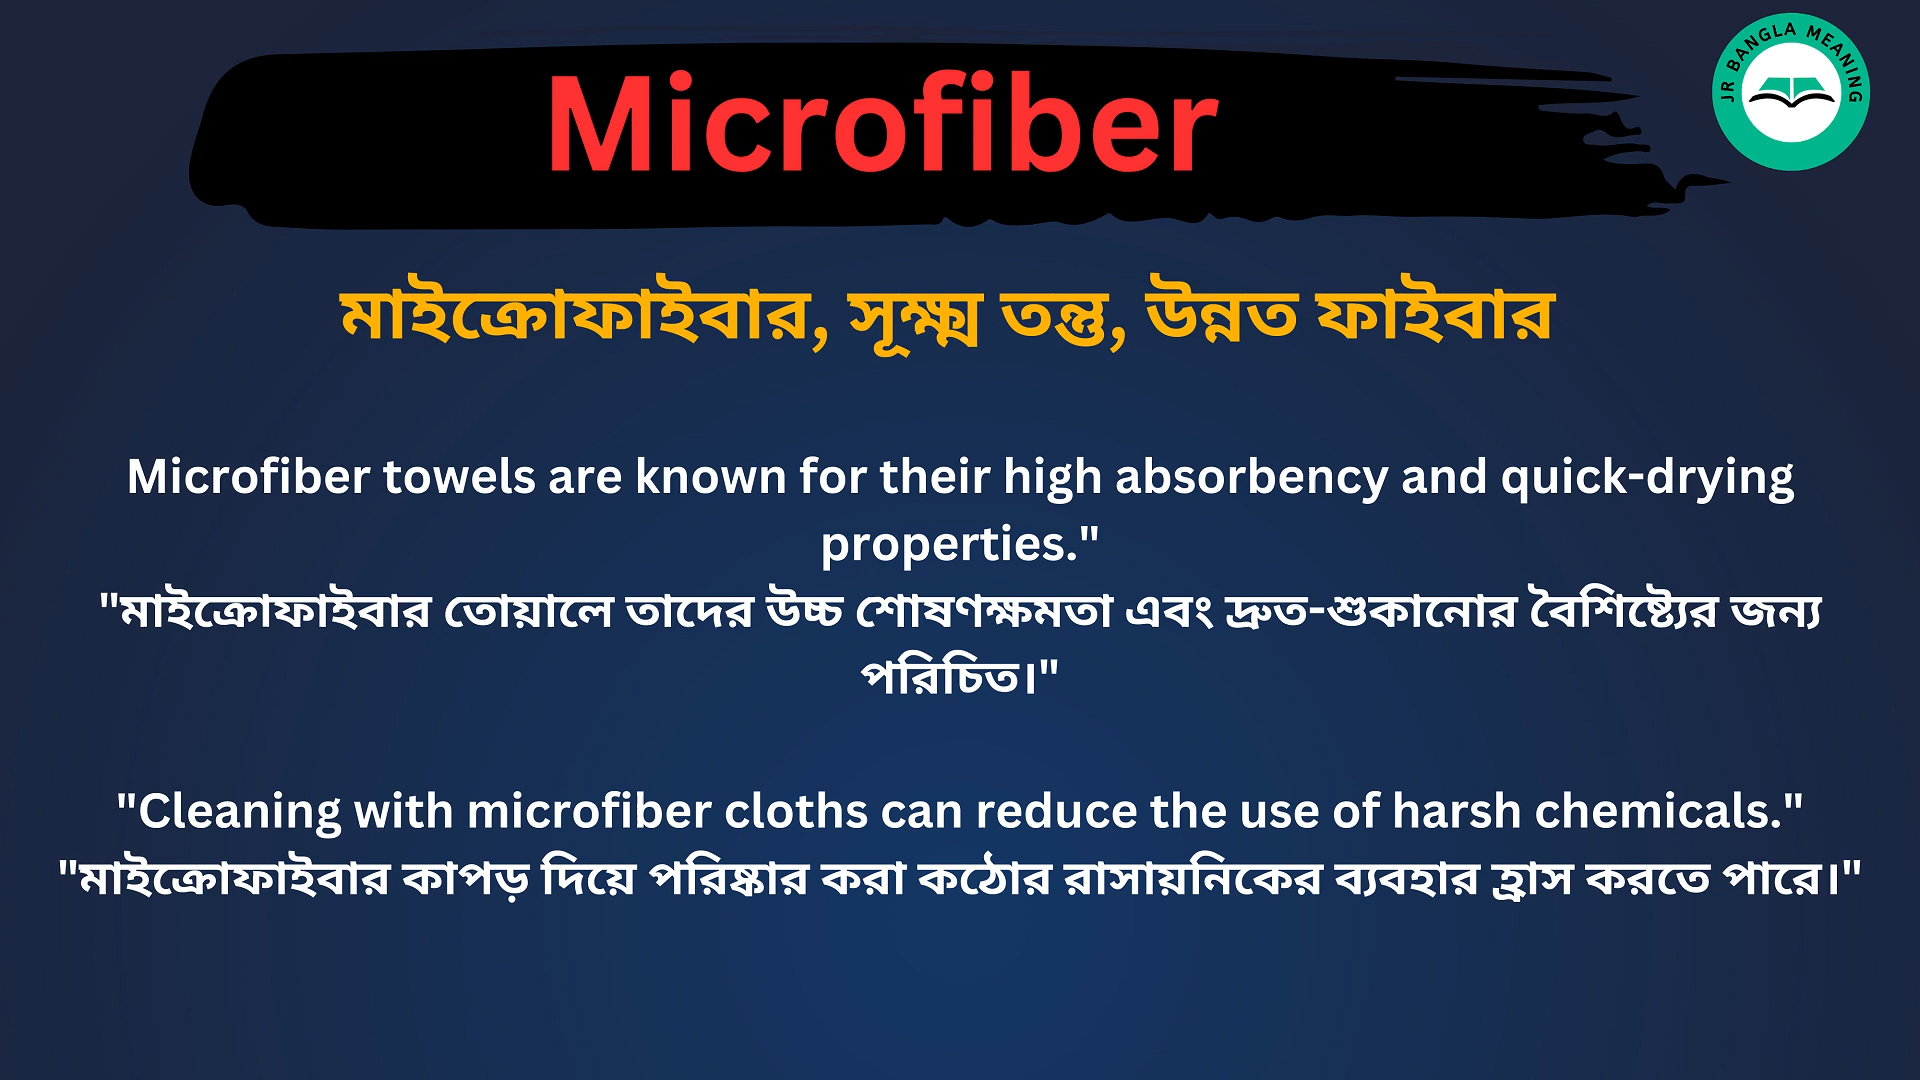 Microfiber
JR BANGLA MEANING
মাইক্রোফাইবার, সূক্ষ্ম তন্তু, উন্নত ফাইবার
Microfiber towels are known for their high absorbency and quick-drying
properties."
"মাইক্রোফাইবার তোয়ালে তাদের উচ্চ শোষণক্ষমতা এবং দ্রুত-শুকানোর বৈশিষ্ট্যের জন্য
পরিচিত।"
"Cleaning with microfiber cloths can reduce the use of harsh chemicals."
"মাইক্রোফাইবার কাপড় দিয়ে পরিষ্কার করা কঠোর রাসায়নিকের ব্যবহার হ্রাস করতে পারে।"